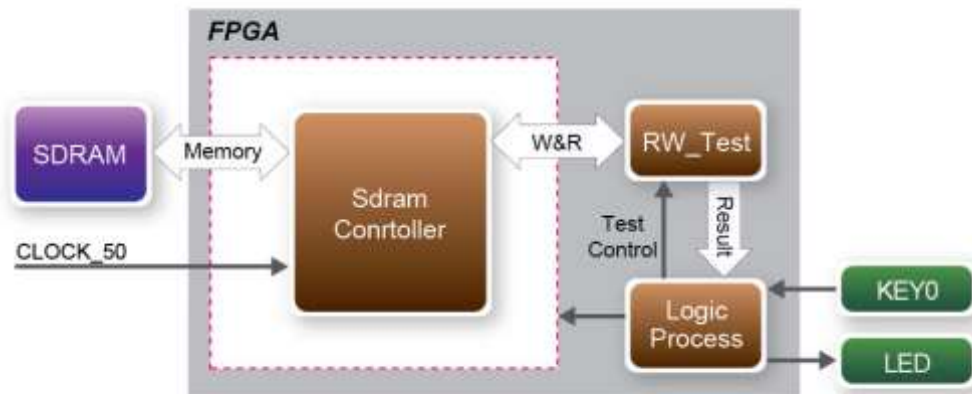 FPGA
SDRAM
Memory
Sdram
Conrtoller
W&R
RW_Test
CLOCK_50
Test
Control
Result
Logic
Process
KEY0
LED